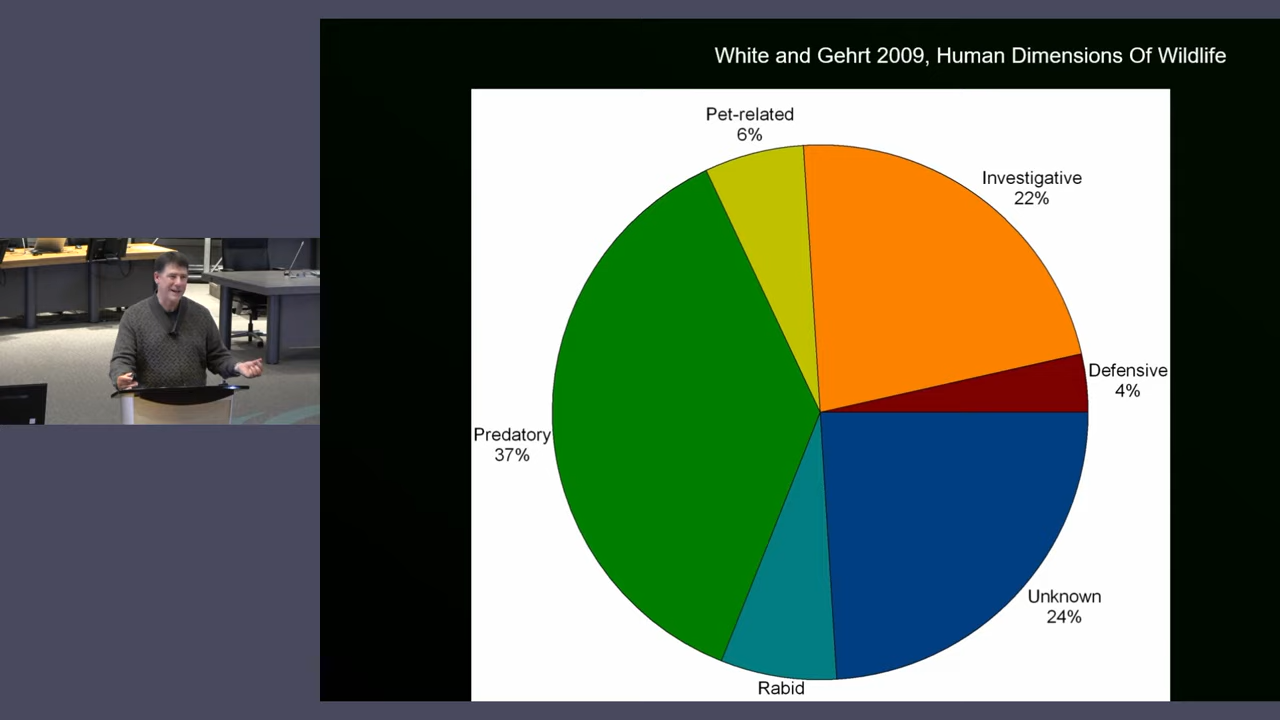 White and Gehrt 2009, Human Dimensions Of Wildlife
Pet-related
6%
Investigative
22%
Defensive
4%
Predatory
37%
Unknown
24%
Rabid